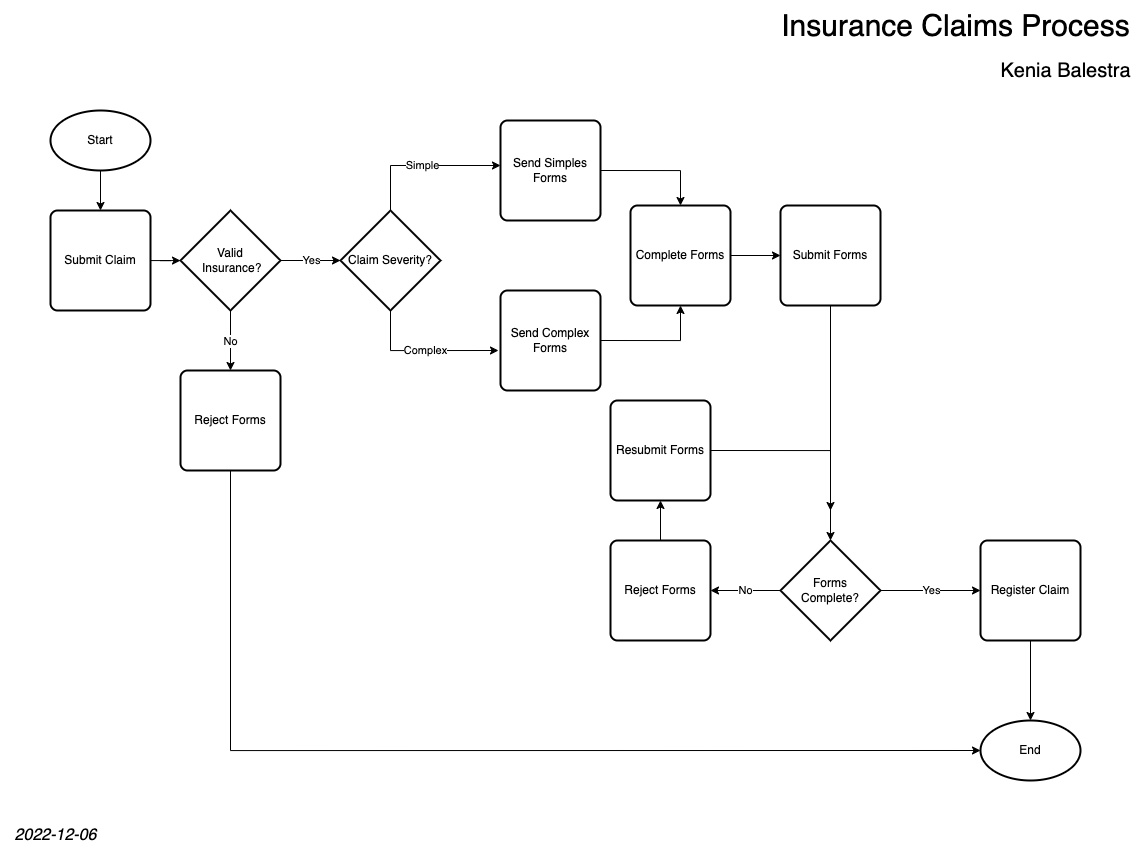 Insurance Claims Process
Kenia Balestra
Start
Submit Claim
Valid
Insurance?
Yes
No
Reject Forms
Claim Severity?
Simple
Complex
Send Simples
Forms
Send Complex
Forms
Complete Forms
Submit Forms
Resubmit Forms
Reject Forms
No
Forms
Complete?
Yes
Register Claim
End
2022-12-06